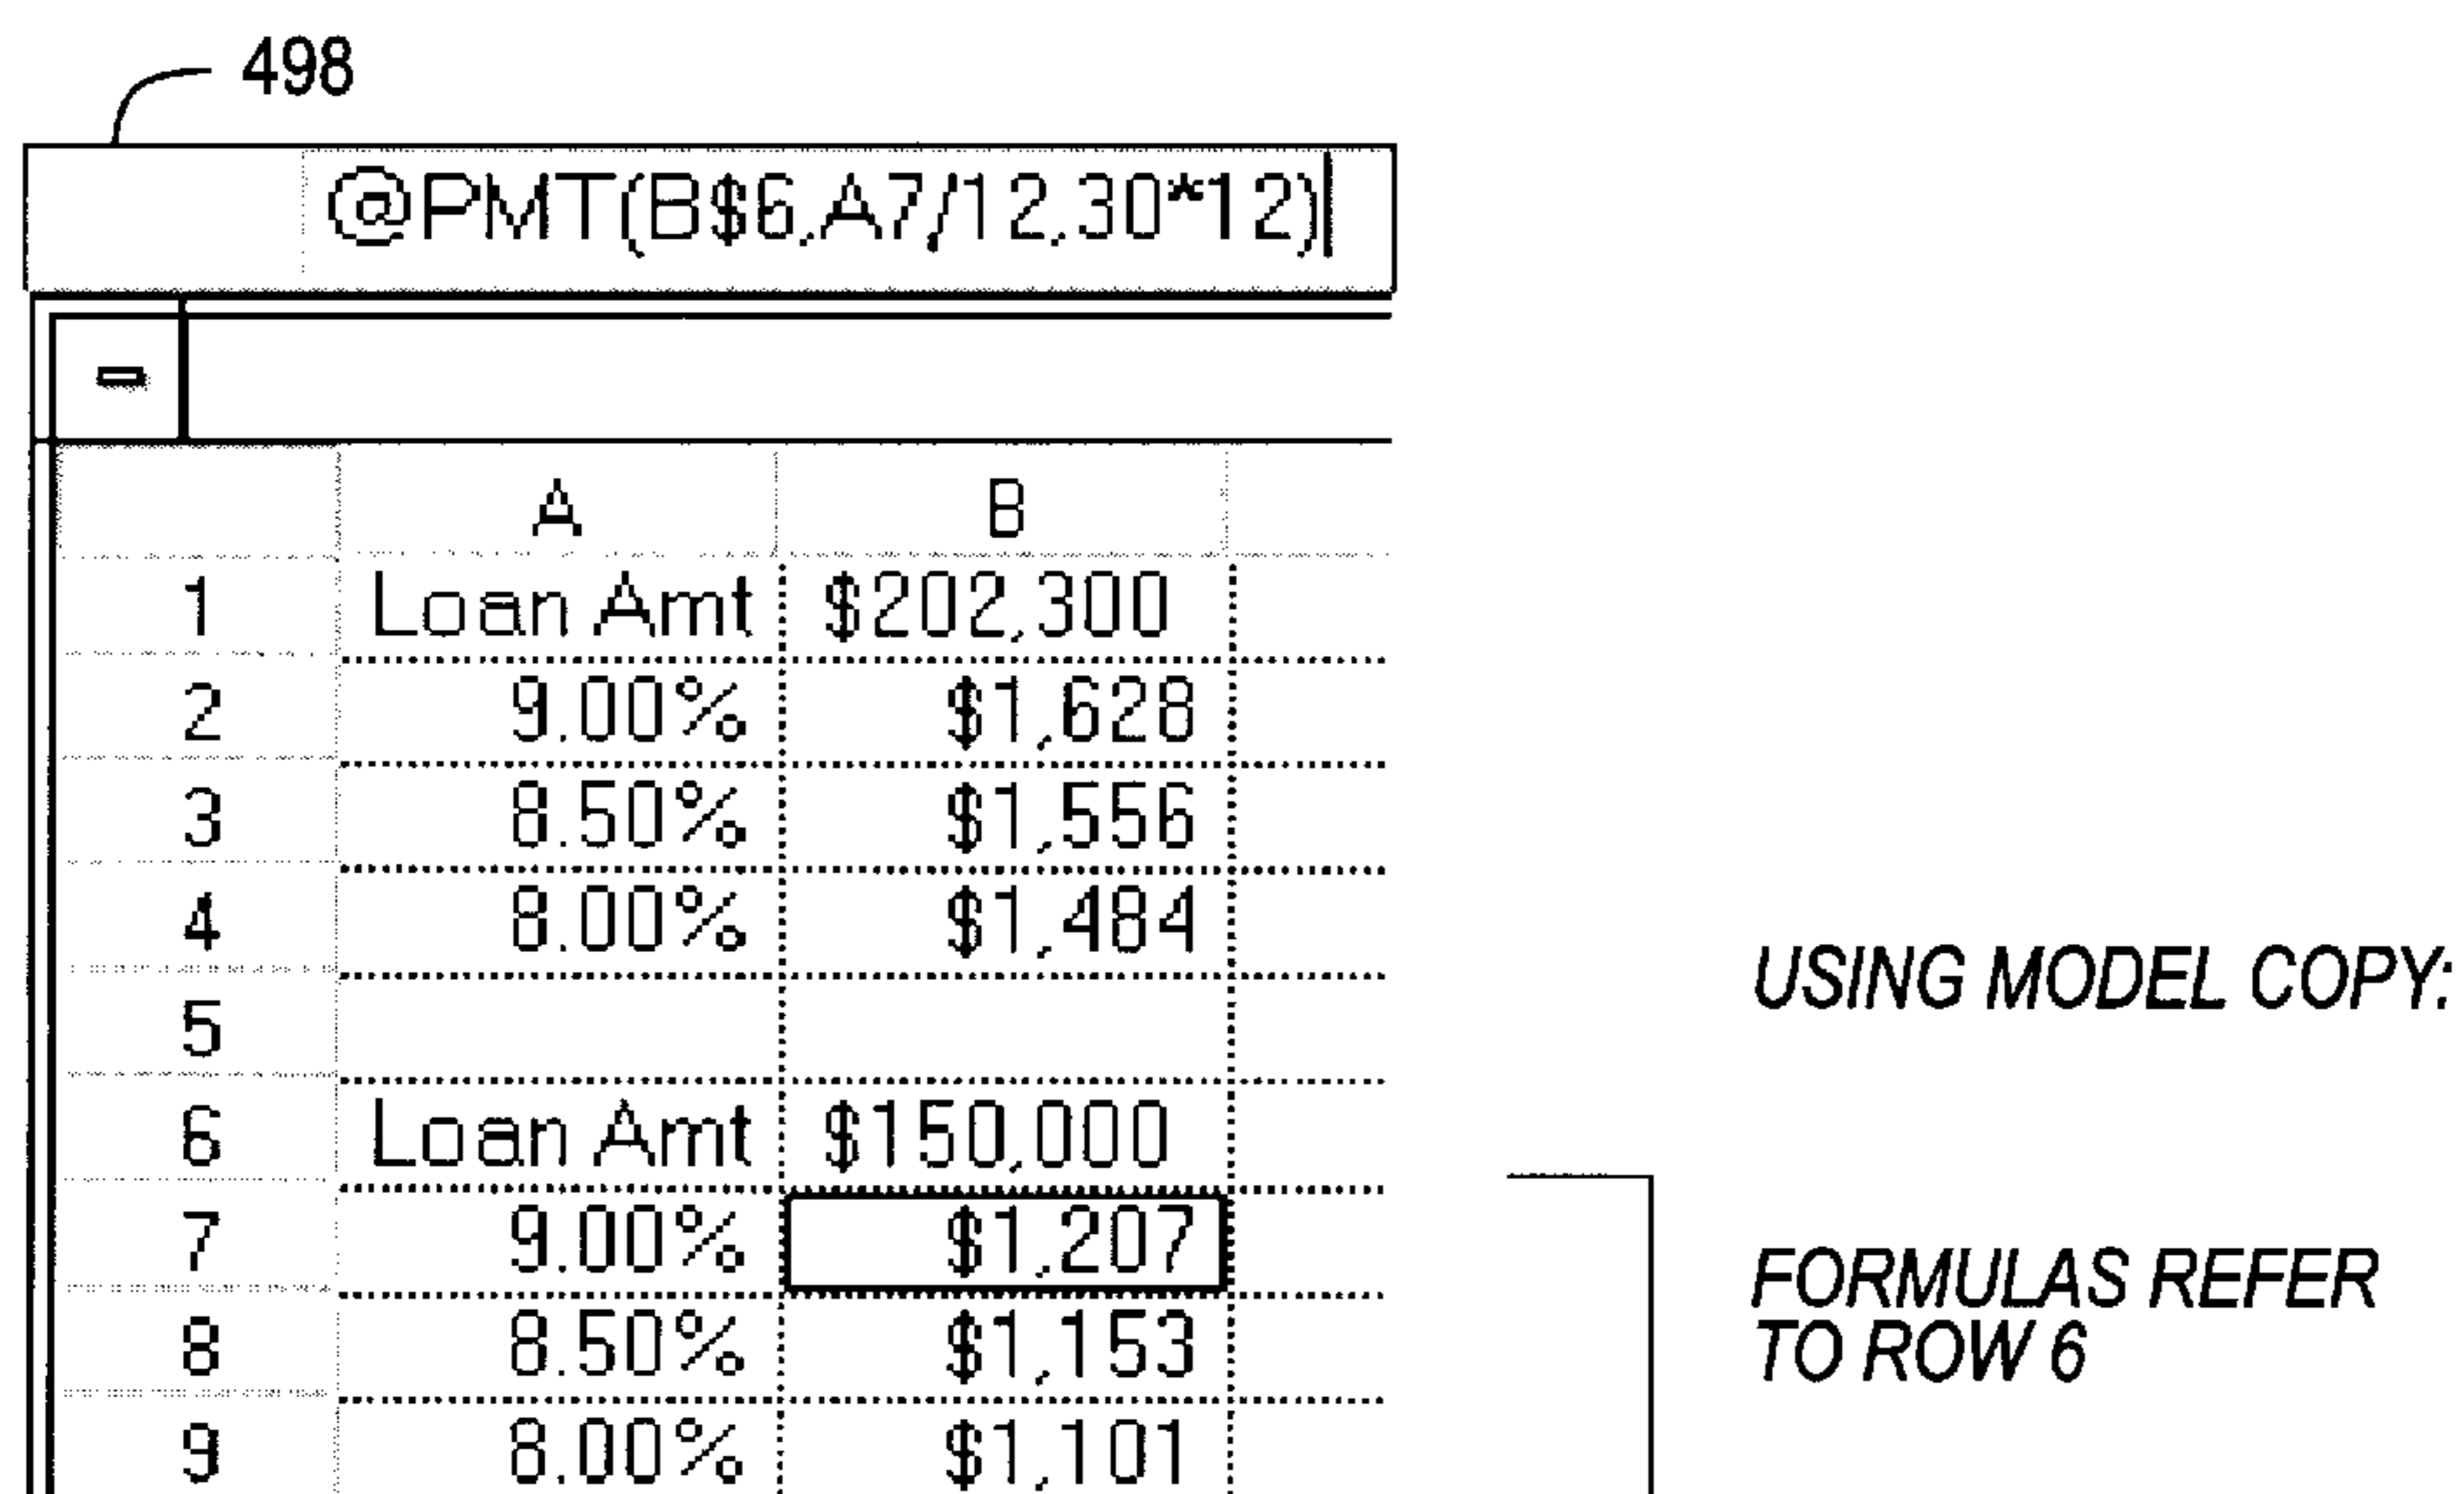 498
@PMT(B$6,A7/12,30*12)
A B
1 Loan Amt $202,300
2 9.00% $1,628
3 8.50% $1,556
4 8.00% $1,484
5
6 Loan Amt $150,000
7 9.00% $1,207
8 8.50% $1,153
9 8.00% $1,101
USING MODEL COPY:
FORMULAS REFER
TO ROW 6